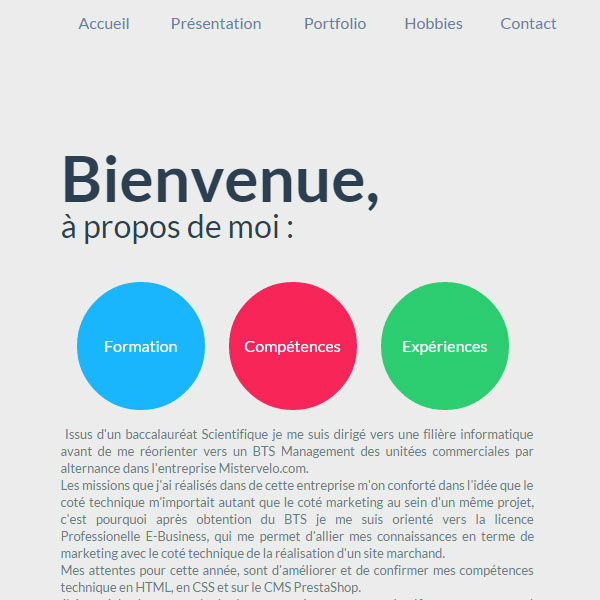 Accueil Présentation Portfolio Hobbies Contact
Bienvenue,
à propos de moi :
Formation Compétences Expériences
Issus d'un baccalauréat Scientifique je me suis dirigé vers une filière informatique
avant de me réorienter vers un BTS Management des unitées commerciales par
alternance dans l'entreprise Mistervelo.com.
Les missions que j'ai réalisés dans de cette entreprise m'on conforté dans l'idée que le
coté technique m'importait autant que le coté marketing au sein d'un même projet,
c'est pourquoi après obtention du BTS je me suis orienté vers la licence
Professionelle E-Business, qui me permet d'allier mes connaissances en terme de
marketing avec le coté technique de la réalisation d'un site marchand.
Mes attentes pour cette année, sont d'améliorer et de confirmer mes compétences
technique en HTML, en CSS et sur le CMS PrestaShop.